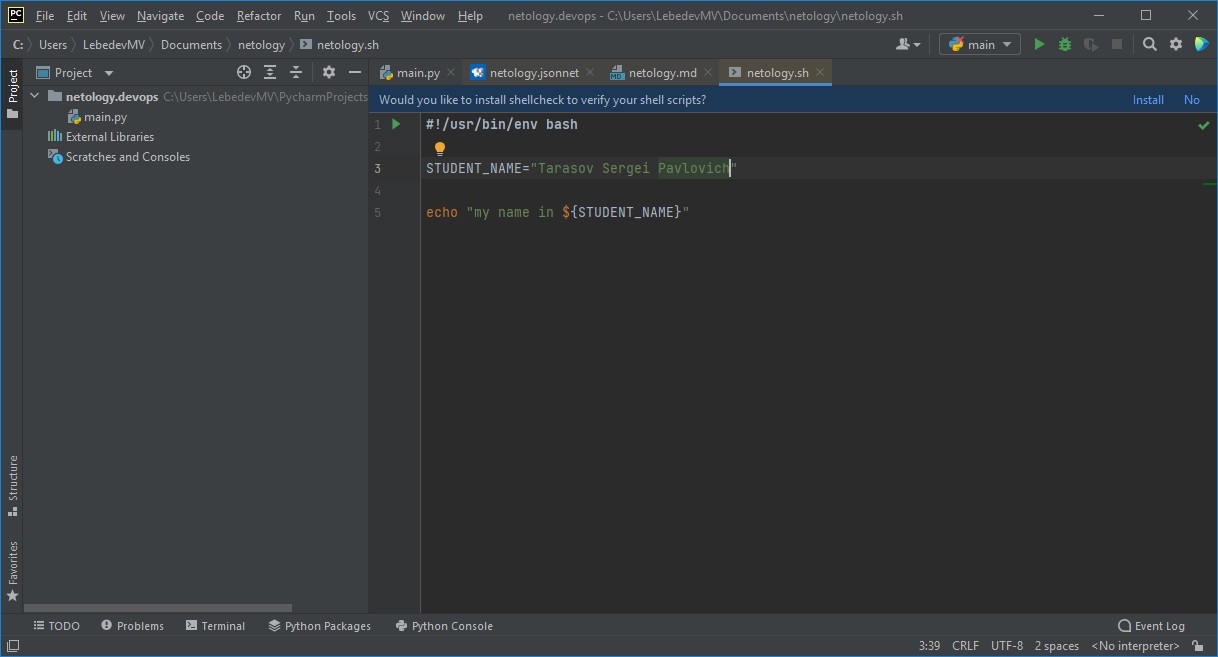 PC File Edit View Navigate Code Refactor Run Tools VCS Window Help netology.devops - C:\Users\LebedevMV\Documents\netology\netology.sh
C: Users LebedevMV Documents netology netology.sh main
Project Project main.py netology.jsonnet MD netology.md netology.sh
netology.devops C:\Users\LebedevMV\PycharmProjects
main.py
External Libraries
Scratches and Consoles
Would you like to install shellcheck to verify your shell scripts? Install No
1 #!/usr/bin/env bash
2
3 STUDENT_NAME="Tarasov Sergei Pavlovich"
4
5 echo "my name in ${STUDENT_NAME}"
Structure
Favorites
TODO Problems Terminal Python Packages Python Console Event Log
3:39 CRLF UTF-8 2 spaces <No interpreter>